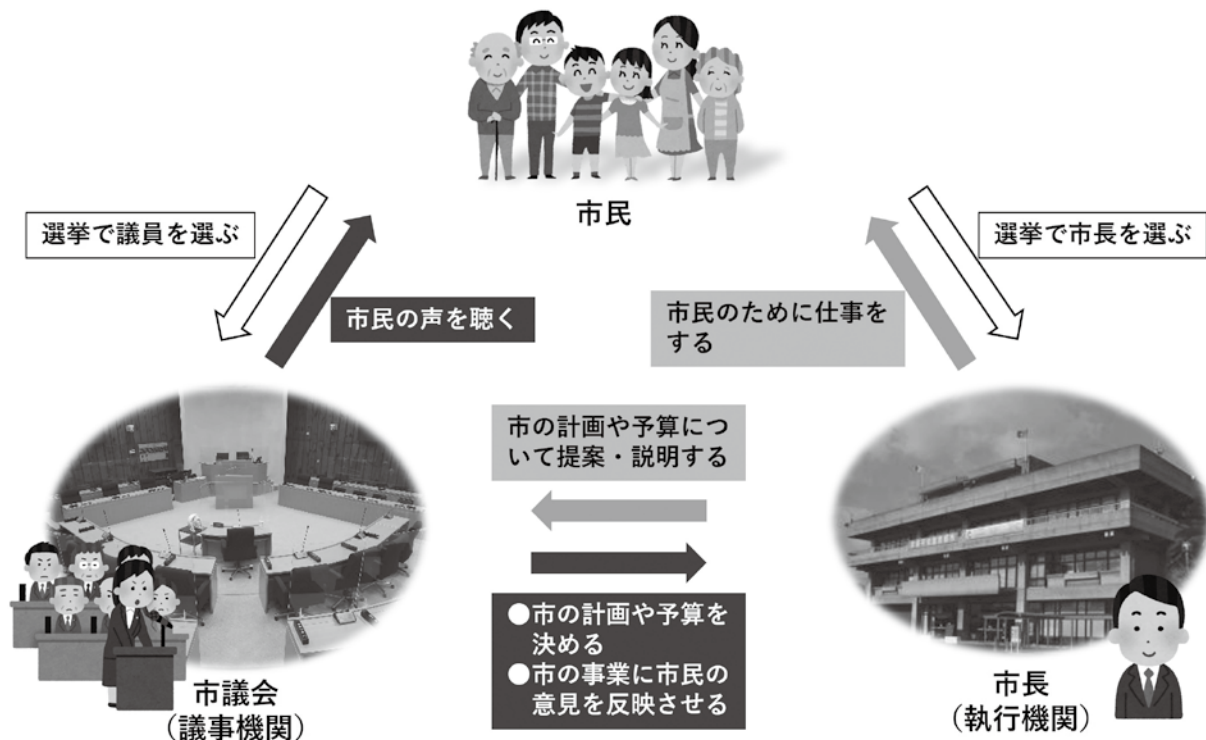 市民
選挙で議員を選ぶ
選挙で市長を選ぶ
市民の声を聴く
市民のために仕事を
する
市の計画や予算につ
いて提案・説明する
●市の計画や予算を
決める
●市の事業に市民の
意見を反映させる
市議会
（議事機関）
市長
（執行機関）